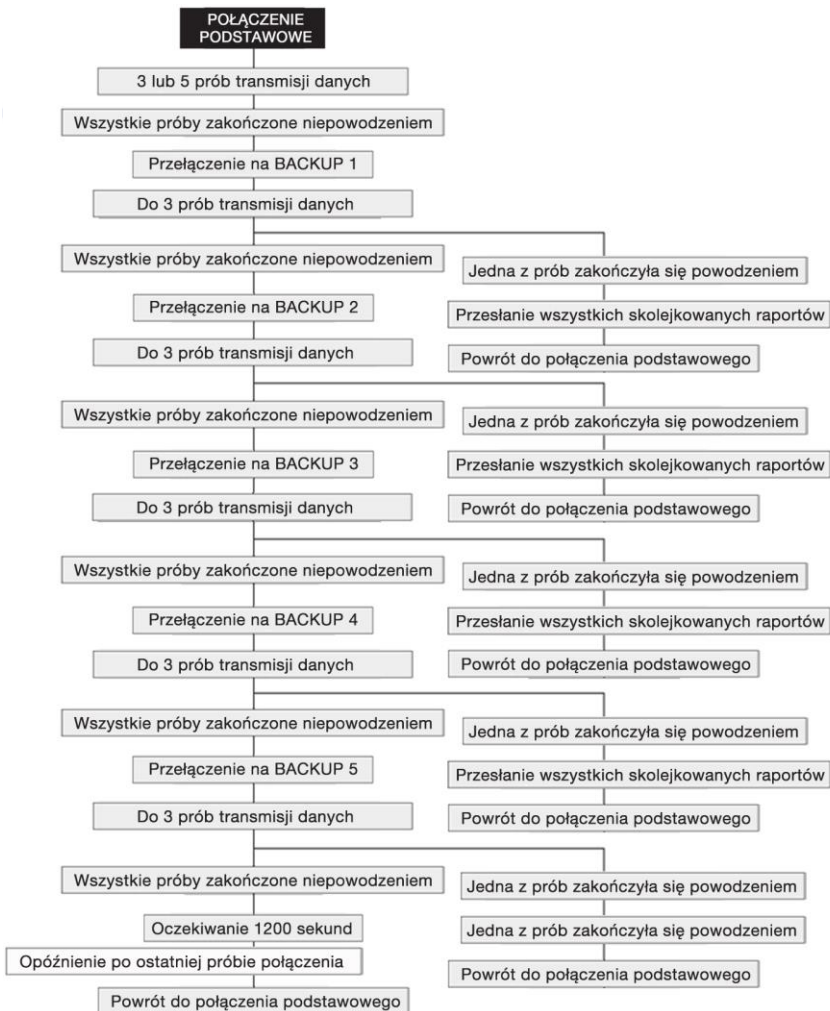 POŁĄCZENIE
PODSTAWOWE
3 lub 5 prób transmisji danych
Wszystkie próby zakończone niepowodzeniem
Przełączenie na BACKUP 1
Do 3 prób transmisji danych
Wszystkie próby zakończone niepowodzeniem
Jedna z prób zakończyła się powodzeniem
Przełączenie na BACKUP 2
Przesłanie wszystkich skolejkowanych raportów
Do 3 prób transmisji danych
Powrót do połączenia podstawowego
Wszystkie próby zakończone niepowodzeniem
Jedna z prób zakończyła się powodzeniem
Przełączenie na BACKUP 3
Przesłanie wszystkich skolejkowanych raportów
Do 3 prób transmisji danych
Powrót do połączenia podstawowego
Wszystkie próby zakończone niepowodzeniem
Jedna z prób zakończyła się powodzeniem
Przełączenie na BACKUP 4
Przesłanie wszystkich skolejkowanych raportów
Do 3 prób transmisji danych
Powrót do połączenia podstawowego
Wszystkie próby zakończone niepowodzeniem
Jedna z prób zakończyła się powodzeniem
Przełączenie na BACKUP 5
Przesłanie wszystkich skolejkowanych raportów
Do 3 prób transmisji danych
Powrót do połączenia podstawowego
Wszystkie próby zakończone niepowodzeniem
Jedna z prób zakończyła się powodzeniem
Oczekiwanie 1200 sekund
Jedna z prób zakończyła się powodzeniem
Opóźnienie po ostatniej próbie połączenia
Powrót do połączenia podstawowego
Powrót do połączenia podstawowego